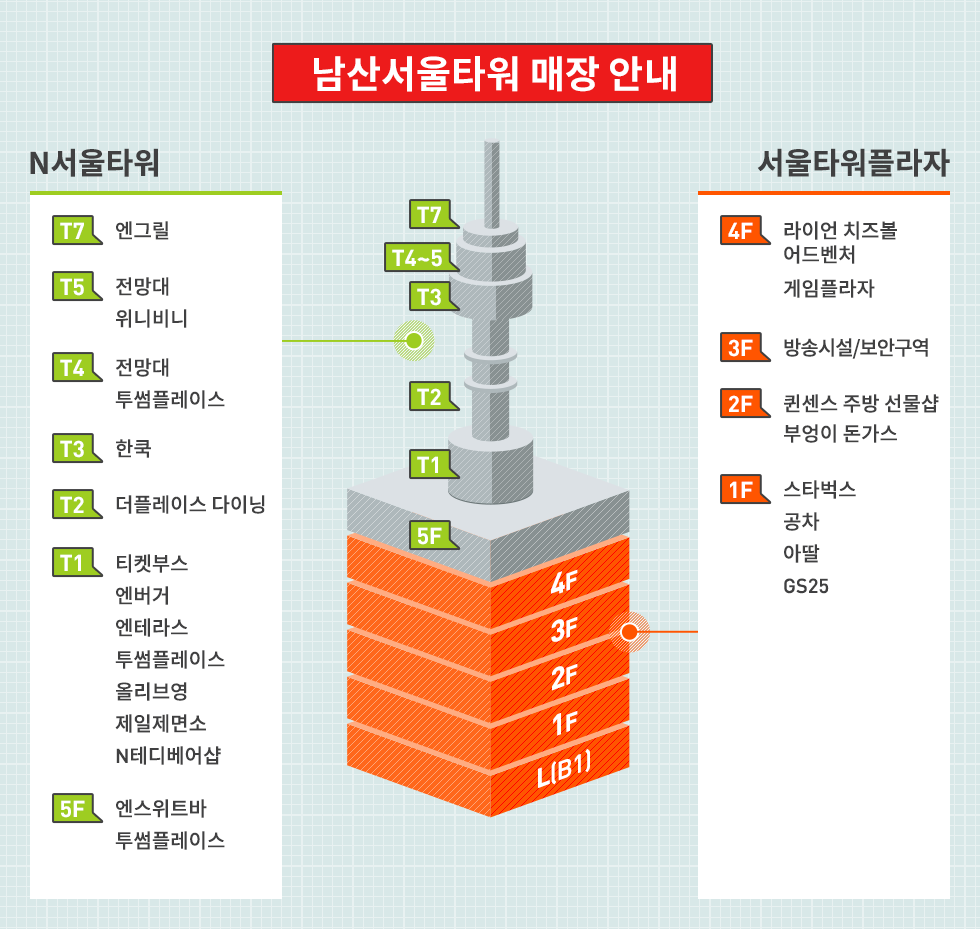 남산서울타워 매장 안내
N서울타워
T7 엔그릴
T5 전망대
위니비니
T4 전망대
투썸플레이스
T3 한쿡
T2 더플레이스 다이닝
T1 티켓부스
엔버거
엔테라스
투썸플레이스
올리브영
제일제면소
N테디베어샵
5F 엔스위트바
투썸플레이스
T7
T4~5
T3
T2
T1
5F
4F
3F
2F
1F
L(B1)
서울타워플라자
4F 라이언 치즈볼
어드벤처
게임플라자
3F 방송시설/보안구역
2F 퀸센스 주방 선물샵
부엉이 돈가스
1F 스타벅스
공차
아딸
GS25